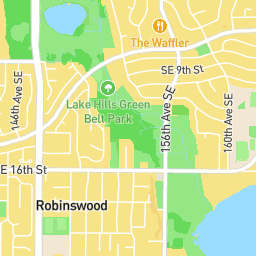 The Waffler
SE 9th St
Lake Hills Green
Belt Park
146th Ave SE
156th Ave SE
160th Ave SE
E 16th St
Robinswood